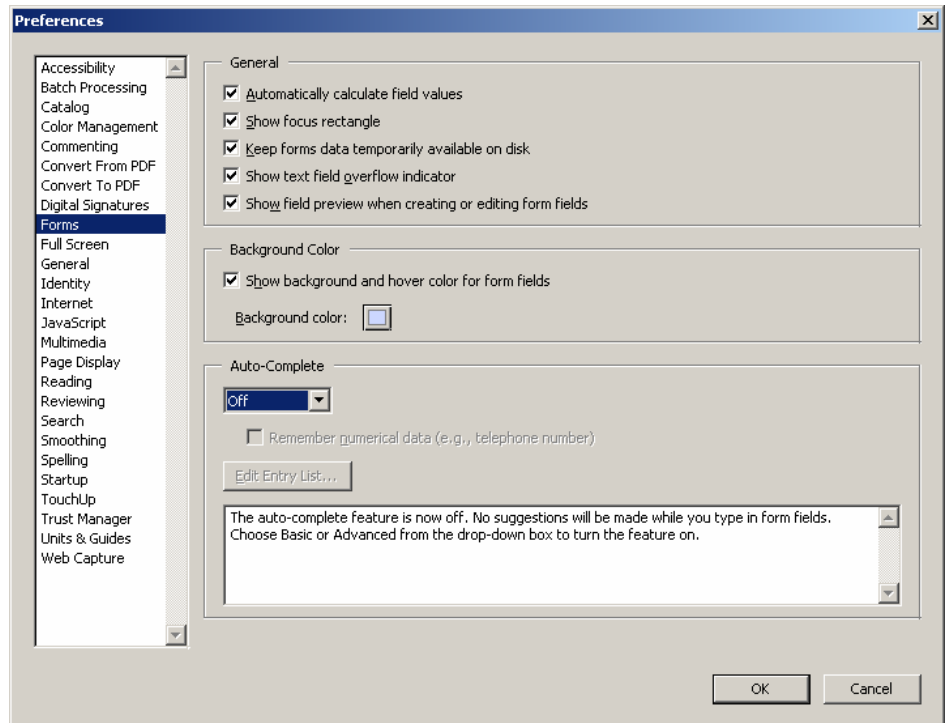 Preferences
Accessibility
Batch Processing
Catalog
Color Management
Commenting
Convert From PDF
Convert To PDF
Digital Signatures
Forms
Full Screen
General
Identity
Internet
JavaScript
Multimedia
Page Display
Reading
Reviewing
Search
Smoothing
Spelling
Startup
TouchUp
Trust Manager
Units & Guides
Web Capture
General
Automatically calculate field values
Show focus rectangle
Keep forms data temporarily available on disk
Show text field overflow indicator
Show field preview when creating or editing form fields
Background Color
Show background and hover color for form fields
Background color:
Auto-Complete
Off
Remember numerical data (e.g., telephone number)
Edit Entry List...
The auto-complete feature is now off. No suggestions will be made while you type in form fields.
Choose Basic or Advanced from the drop-down box to turn the feature on.
OK
Cancel